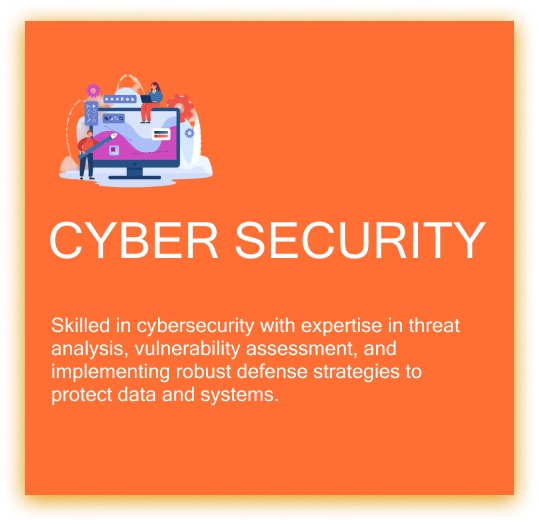 CYBER SECURITY
Skilled in cybersecurity with expertise in threat
analysis, vulnerability assessment, and
implementing robust defense strategies to
protect data and systems.